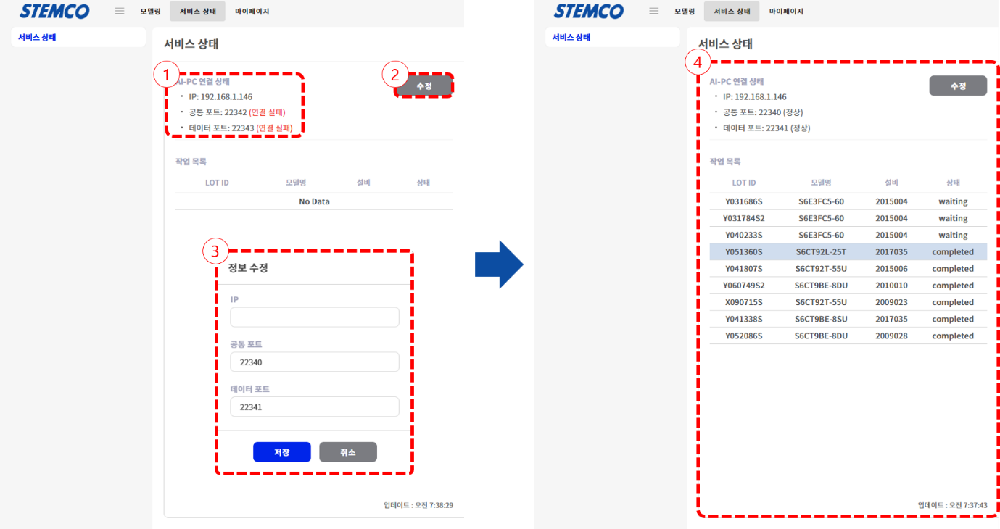 STEMCO
모델링 서비스 상태 마이페이지
서비스 상태
서비스 상태
1
AI-PC 연결 상태
2
수정
· IP: 192.168.1.146
· 공통 포트: 22342 (연결 실패)
· 데이터 포트: 22343 (연결 실패)
작업 목록
LOT ID 모델명 설비 상태
No Data
3
정보 수정
IP
공통 포트
22340
데이터 포트
22341
저장 취소
업데이트 : 오전 7:38:29
STEMCO
모델링 서비스 상태 마이페이지
서비스 상태
서비스 상태
4
AI-PC 연결 상태
수정
· IP: 192.168.1.146
· 공통 포트: 22340 (정상)
· 데이터 포트: 22341 (정상)
작업 목록
LOT ID 모델명 설비 상태
Y031686S S6E3FC5-60 2015004 waiting
Y031784S2 S6E3FC5-60 2015004 waiting
Y040233S S6E3FC5-60 2015004 waiting
Y051360S S6CT92L-25T 2017035 completed
Y041807S S6CT92T-55U 2015006 completed
Y060749S2 S6CT9BE-8DU 2010010 completed
X090715S S6CT92T-55U 2009023 completed
Y041338S S6CT9BE-8SU 2017035 completed
Y052086S S6CT9BE-8DU 2009028 completed
업데이트 : 오전 7:37:43